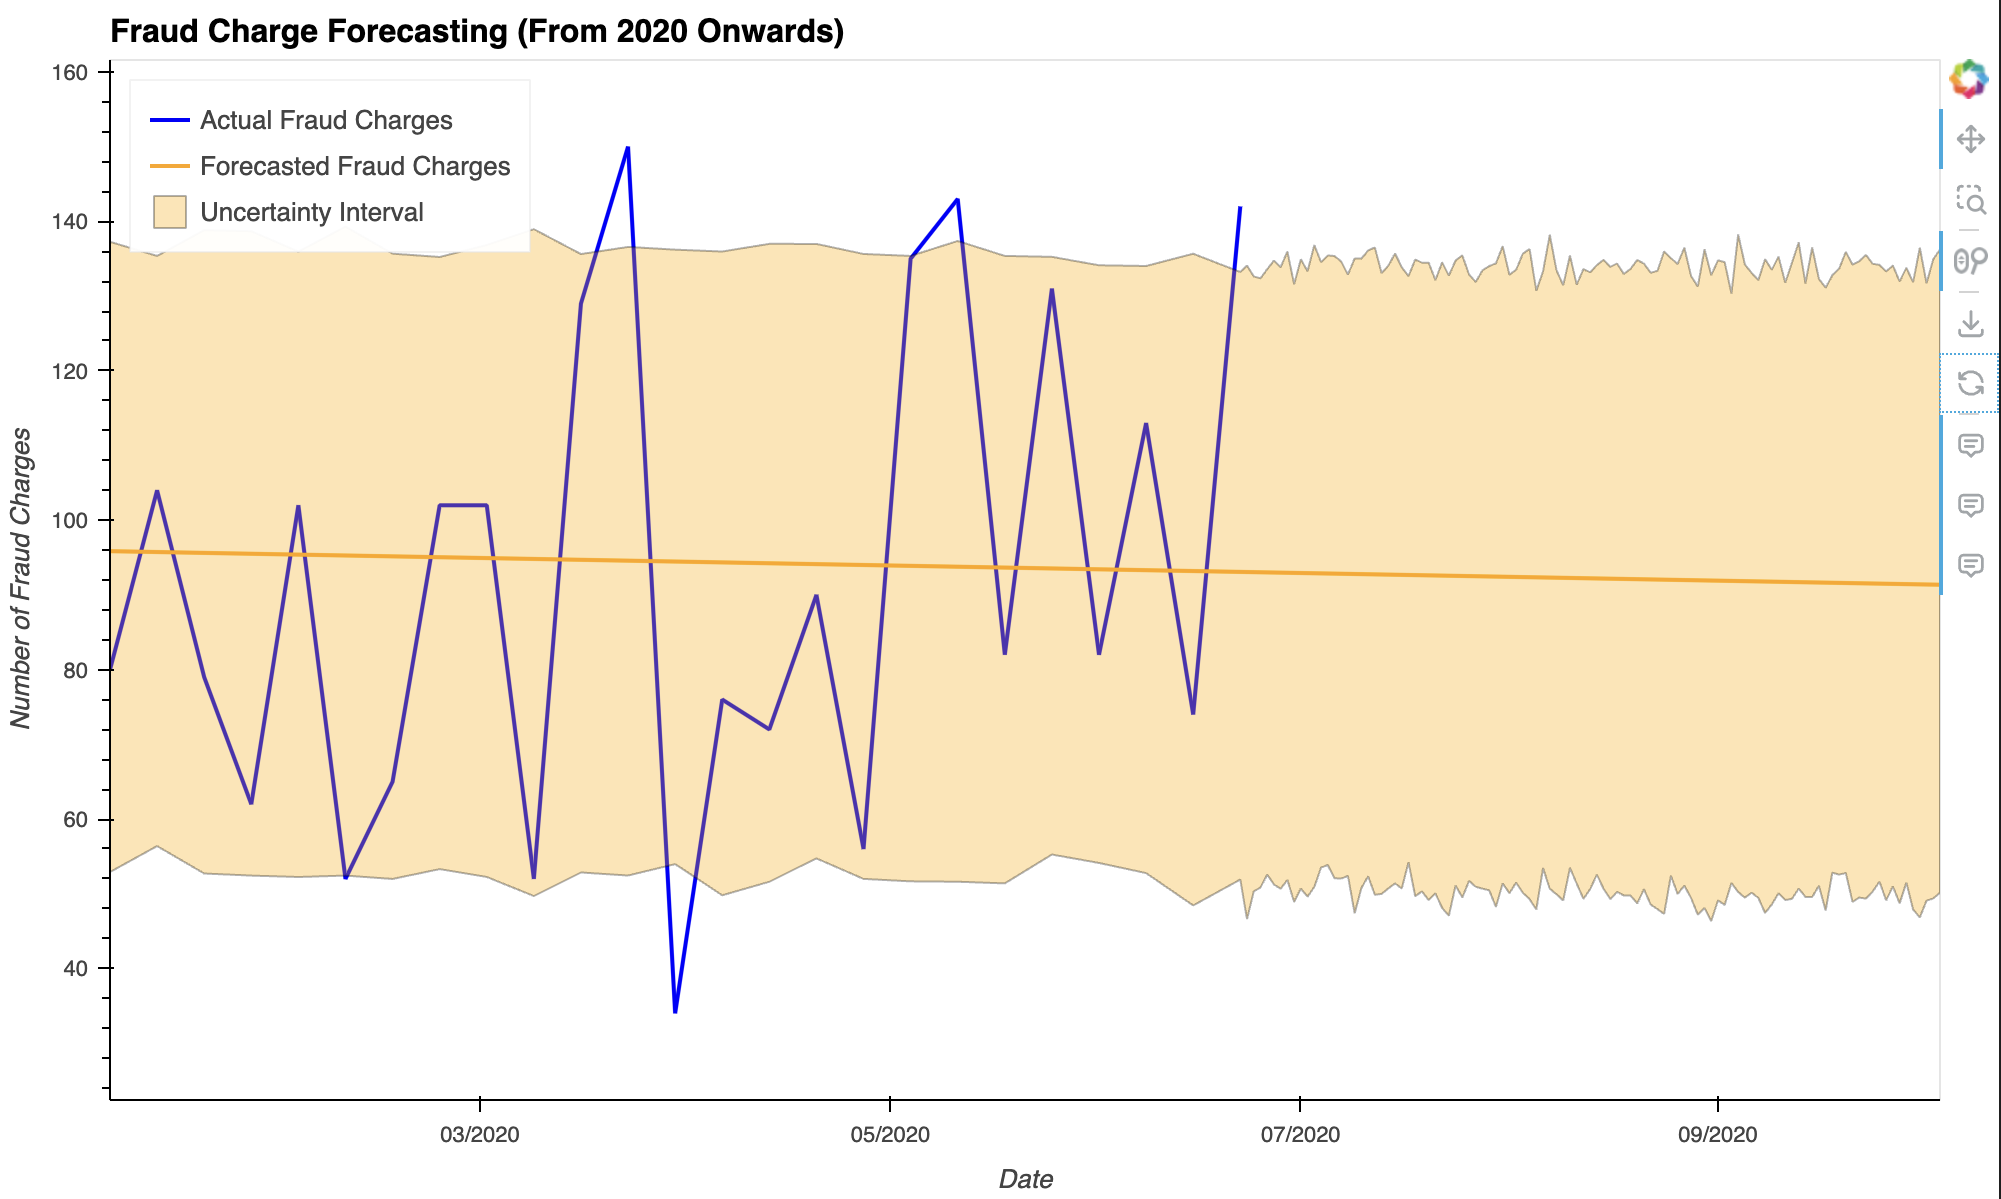 Fraud Charge Forecasting (From 2020 Onwards)
160
140
120
100
80
60
40
Number of Fraud Charges
Actual Fraud Charges
Forecasted Fraud Charges
Uncertainty Interval
03/2020
05/2020
07/2020
09/2020
Date